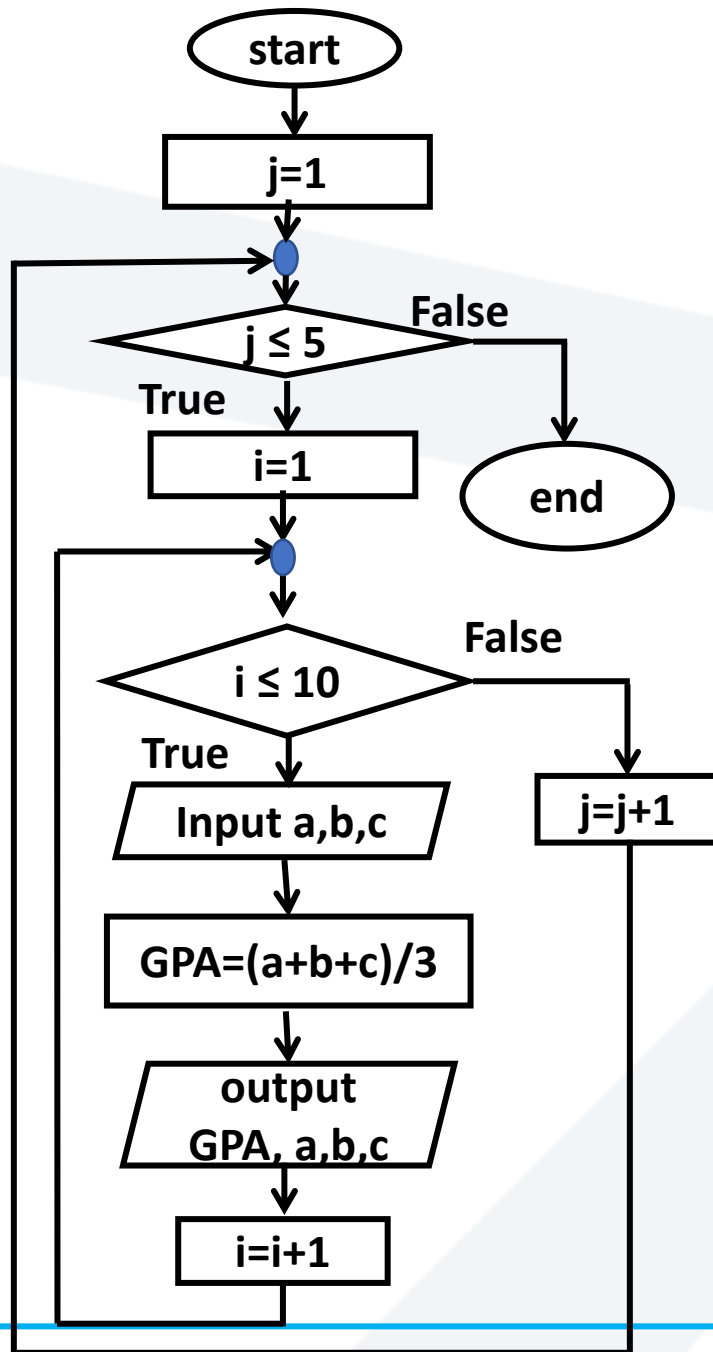 start
j=1
j ≤ 5
False
True
i=1
end
i ≤ 10
False
True
Input a,b,c
j=j+1
GPA=(a+b+c)/3
output
GPA, a,b,c
i=i+1